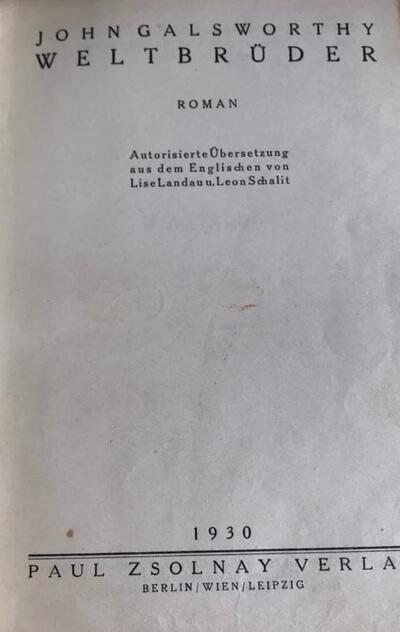 JOHN GALSWORTHY
WELTBRÜDER
ROMAN
Autorisierte Übersetzung
aus dem Englischen von
Lise Landau u. Leon Schalit
1930
PAUL ZSOLNAY VERLA
BERLIN/WIEN/LEIPZIG